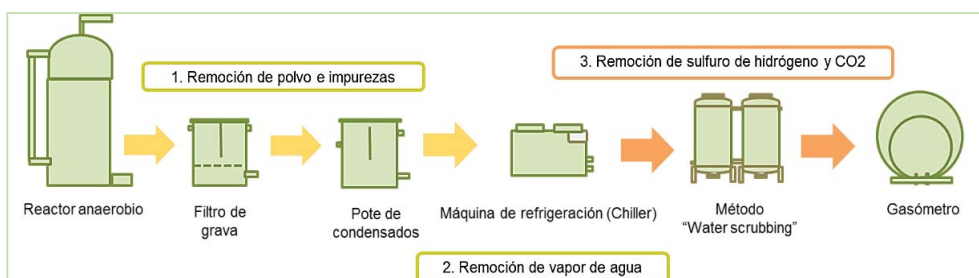 1. Remoción de polvo e impurezas
3. Remoción de sulfuro de hidrógeno y CO2
Reactor anaerobio
Filtro de
grava
Pote de
condensados
Máquina de refrigeración (Chiller)
Método
“Water scrubbing”
Gasómetro
2. Remoción de vapor de agua